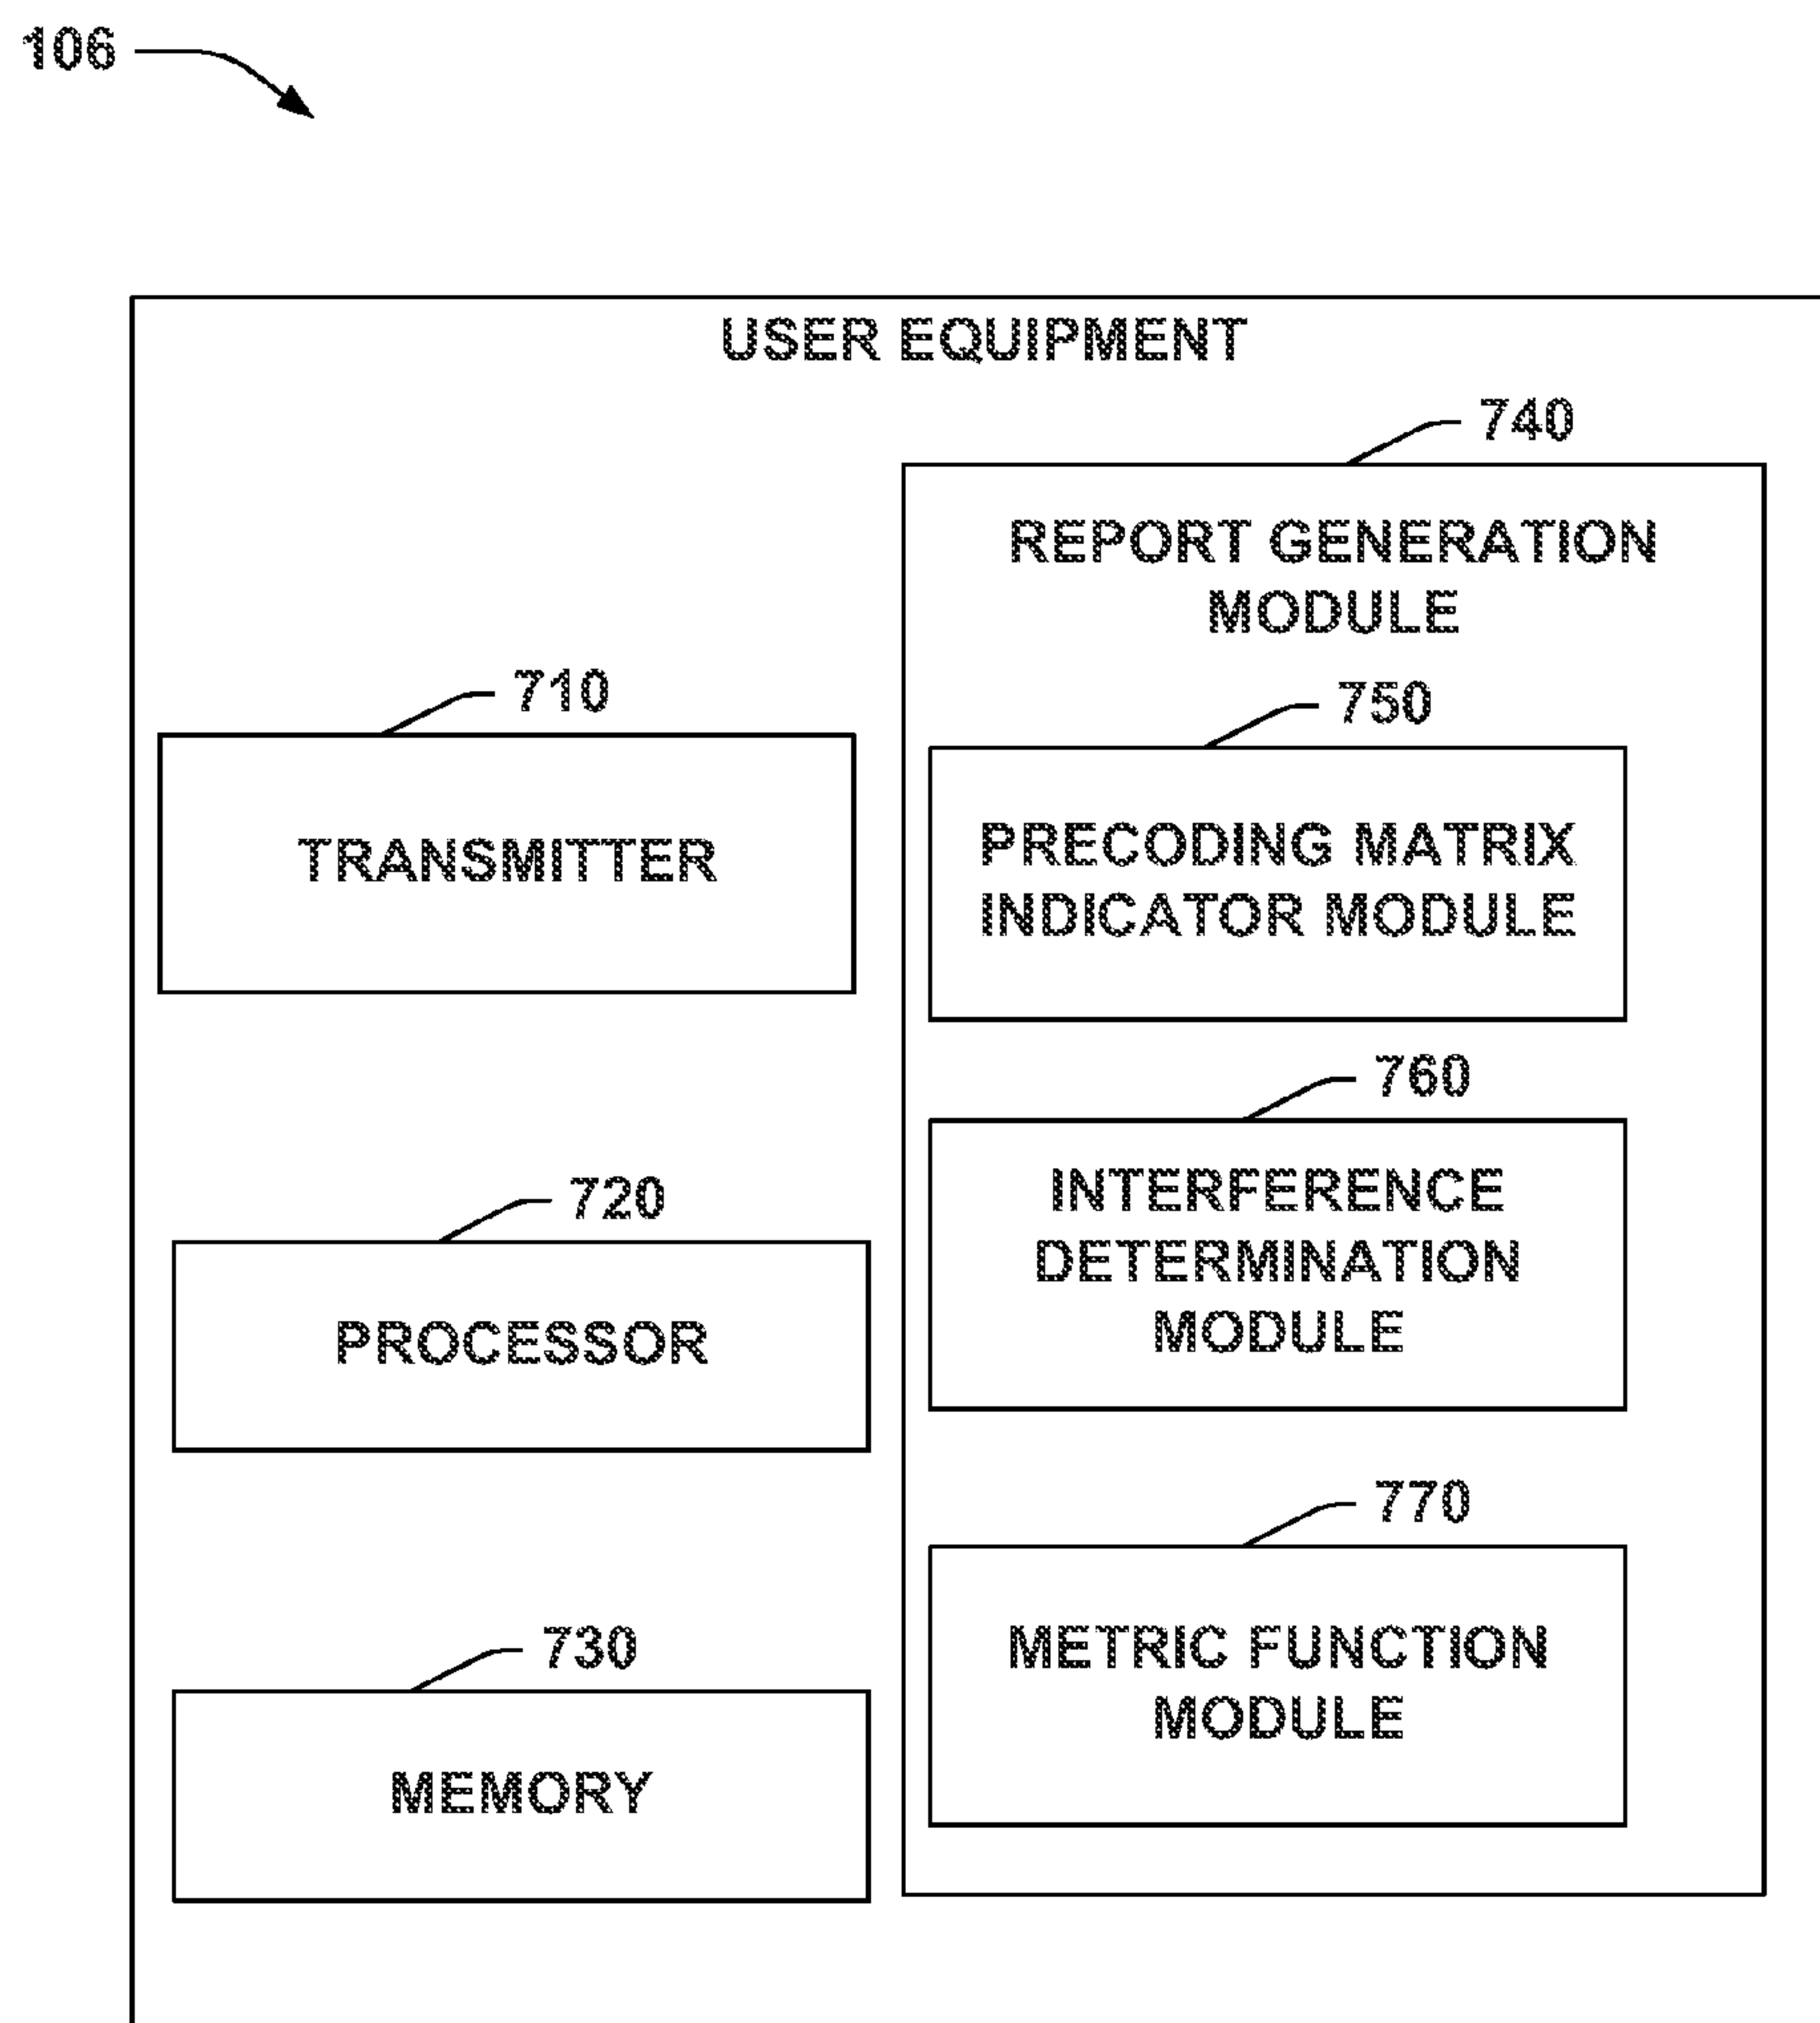 106
USER EQUIPMENT
740
REPORT GENERATION
MODULE
710
TRANSMITTER
750
PRECODING MATRIX
INDICATOR MODULE
720
PROCESSOR
760
INTERFERENCE
DETERMINATION
MODULE
730
MEMORY
770
METRIC FUNCTION
MODULE